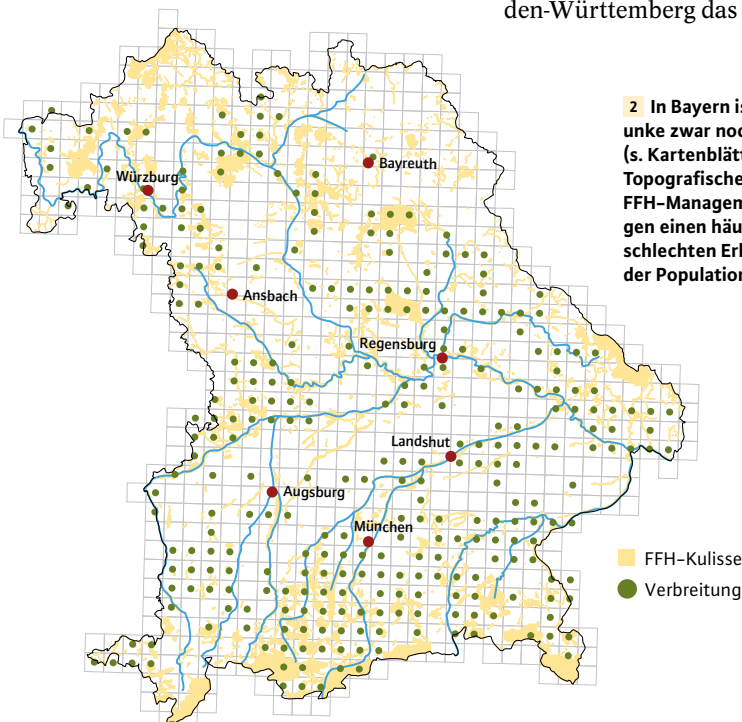 den-Württemberg das
2 In Bayern is
unke zwar noc
(s. Kartenblätt
Topografische
FFH-Managem
gen einen häu
schlechten Erl
der Population
Bayreuth
Würzburg
Ansbach
Regensburg
Landshut
Augsburg
München
FFH-Kulisse
Verbreitung